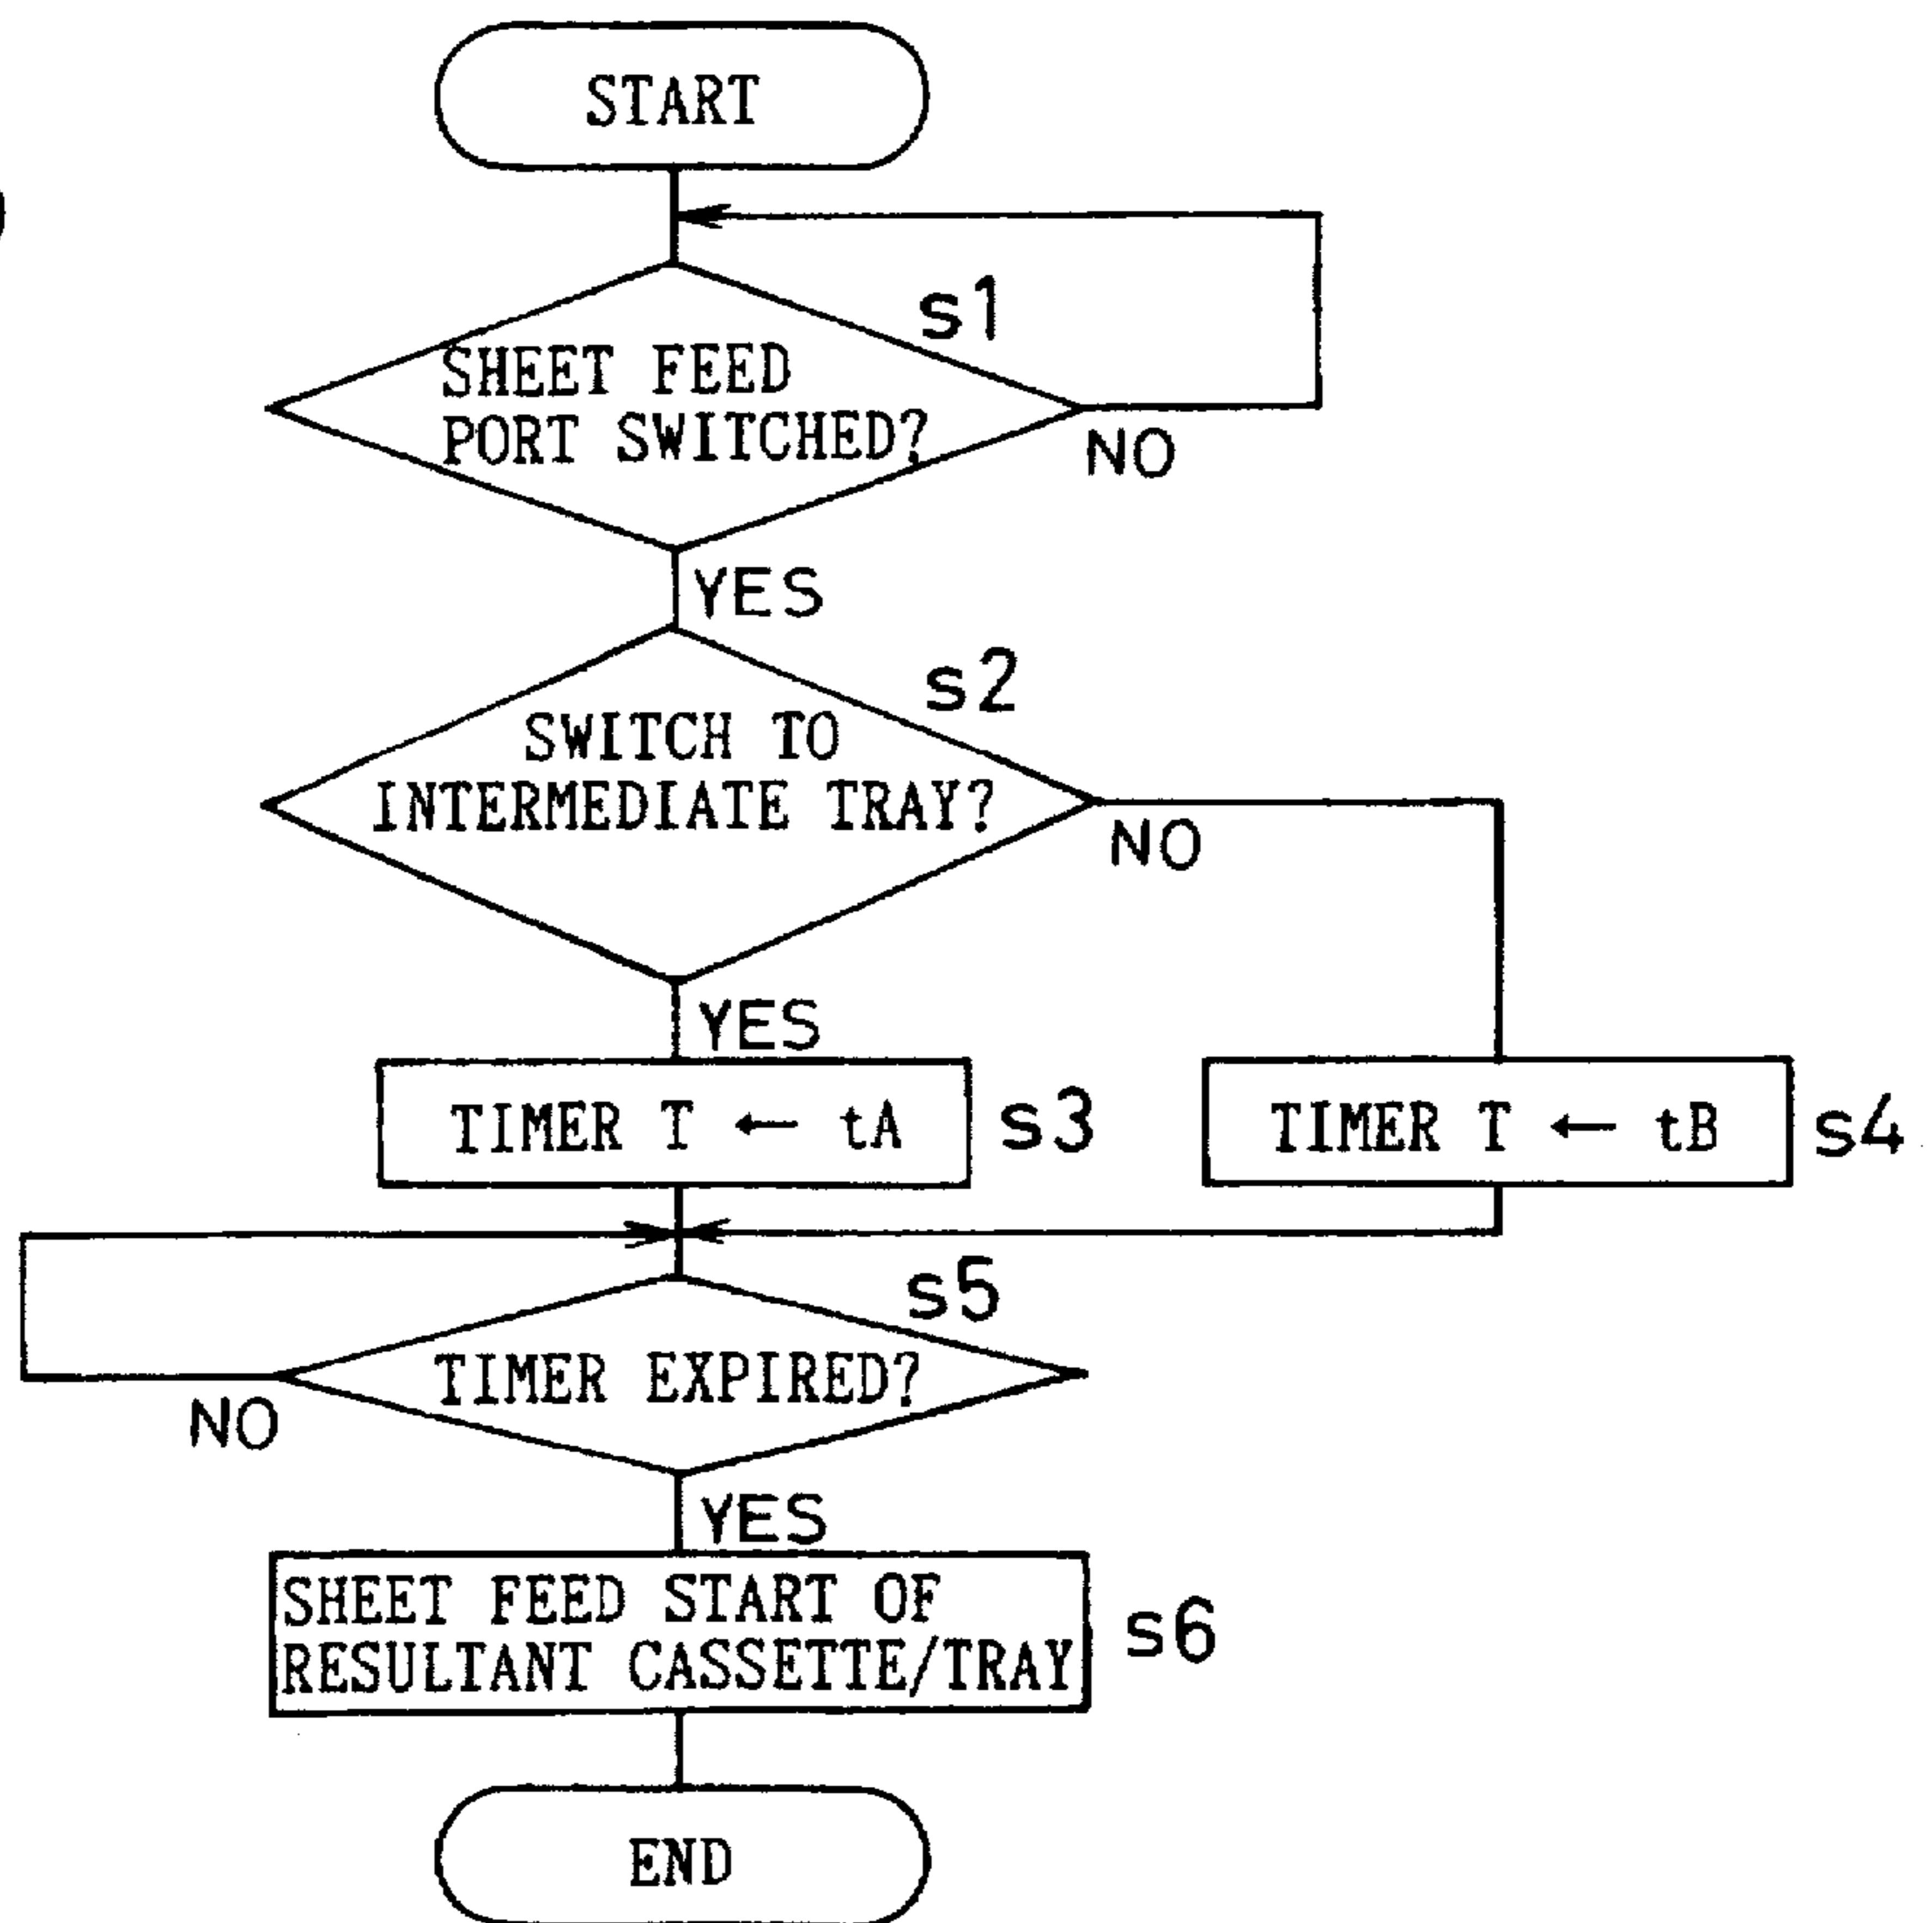 START
s1
SHEET FEED
PORT SWITCHED?
NO
YES
s2
SWITCH TO
INTERMEDIATE TRAY?
NO
YES
TIMER T ← tA
s3
TIMER T ← tB
s4
s5
TIMER EXPIRED?
NO
YES
SHEET FEED START OF
RESULTANT CASSETTE/TRAY
s6
END